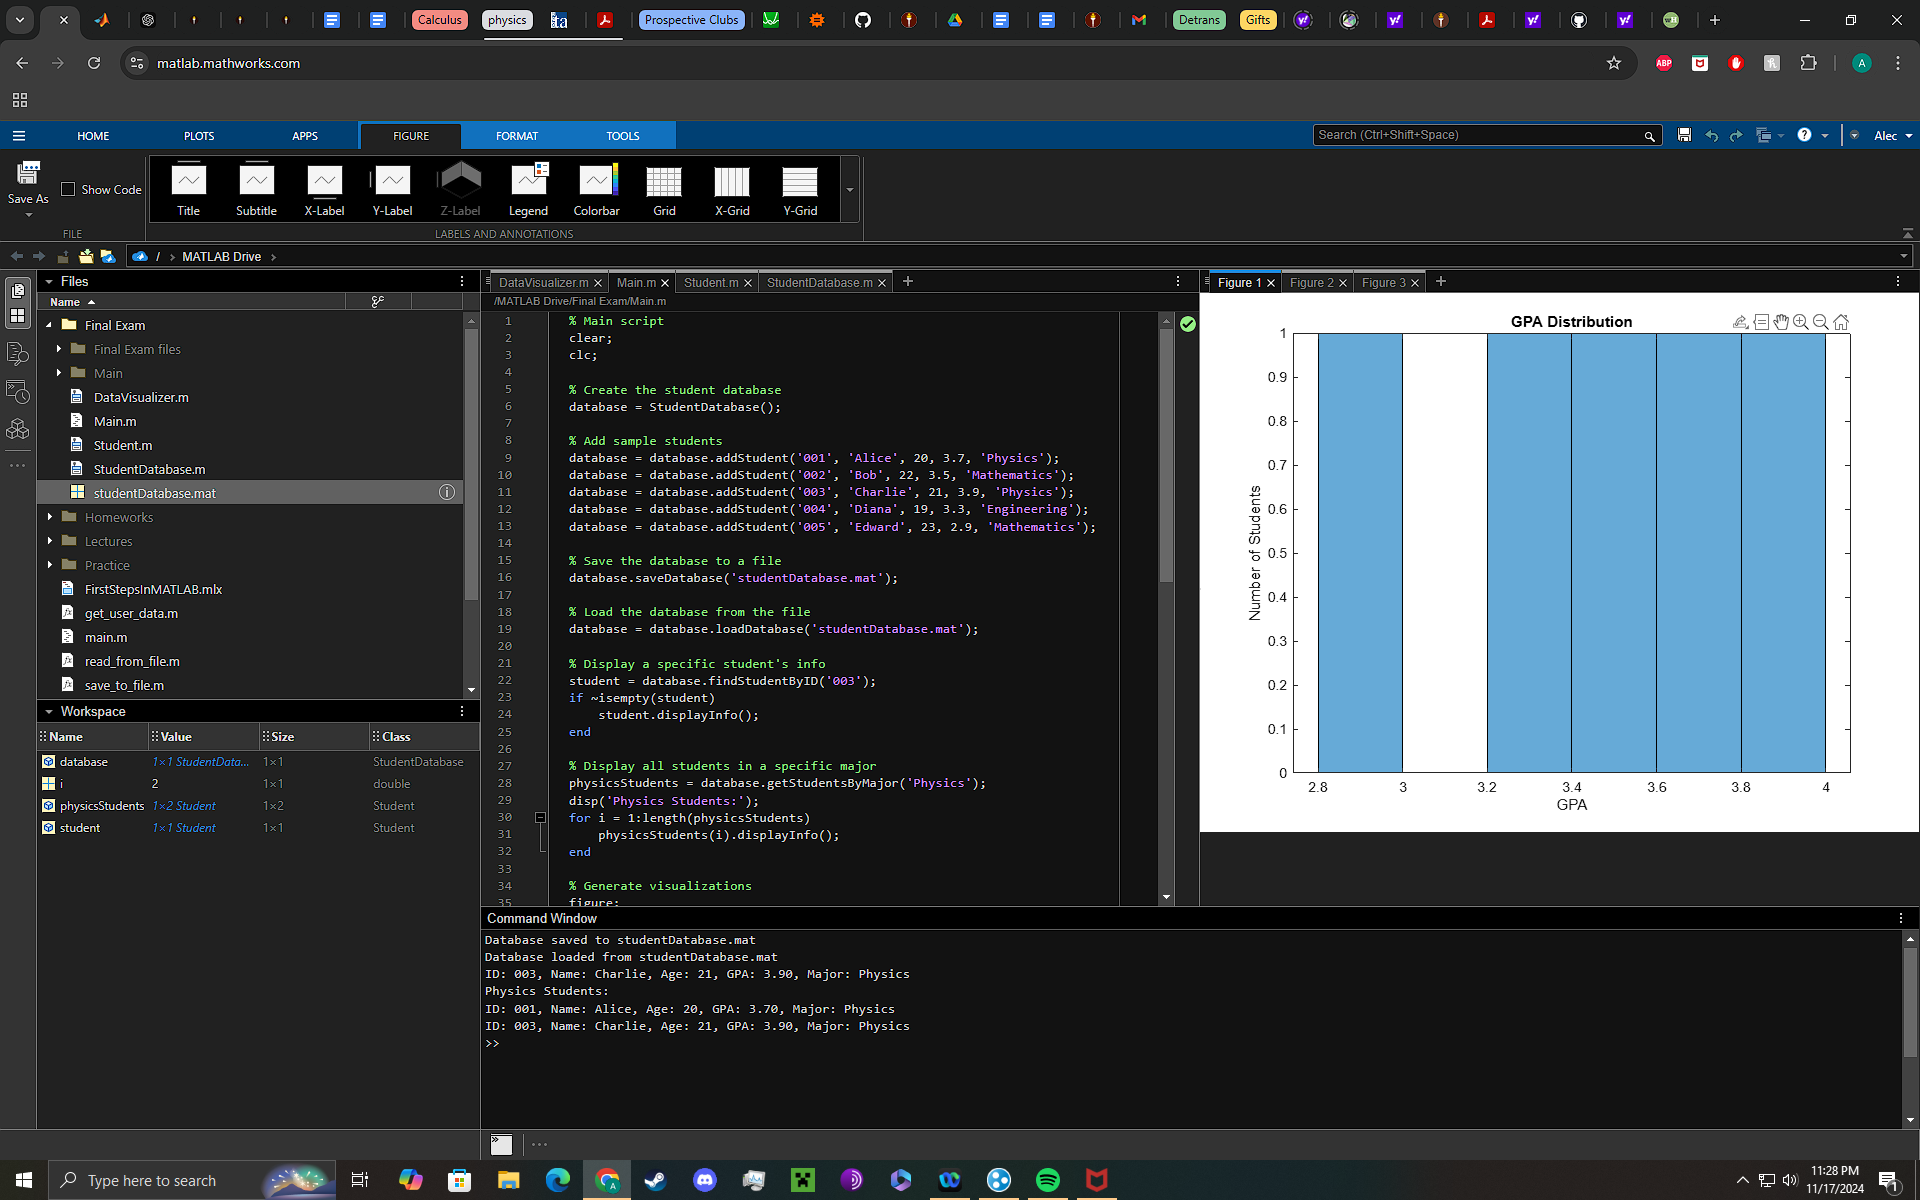 Calculus
physics
Prospective Clubs
Detrans
Gifts
matlab.mathworks.com
HOME
PLOTS
APPS
FIGURE
FORMAT
TOOLS
Search (Ctrl+Shift+Space)
Alec
Save As
Show Code
Title
Subtitle
X-Label
Y-Label
Z-Label
Legend
Colorbar
Grid
X-Grid
Y-Grid
FILE
LABELS AND ANNOTATIONS
/ > MATLAB Drive >
Files
Name
Final Exam
Final Exam files
Main
DataVisualizer.m
Main.m
Student.m
StudentDatabase.m
studentDatabase.mat
Homeworks
Lectures
Practice
FirstStepsInMATLAB.mlx
get_user_data.m
main.m
read_from_file.m
save_to_file.m
Workspace
Name Value Size Class
database 1×1 StudentData... 1×1 StudentDatabase
i 2 1×1 double
physicsStudents 1×2 Student 1×2 Student
student 1×1 Student 1×1 Student
DataVisualizer.m
Main.m
Student.m
StudentDatabase.m
/MATLAB Drive/Final Exam/Main.m
1 % Main script
2 clear;
3 clc;
4
5 % Create the student database
6 database = StudentDatabase();
7
8 % Add sample students
9 database = database.addStudent('001', 'Alice', 20, 3.7, 'Physics');
10 database = database.addStudent('002', 'Bob', 22, 3.5, 'Mathematics');
11 database = database.addStudent('003', 'Charlie', 21, 3.9, 'Physics');
12 database = database.addStudent('004', 'Diana', 19, 3.3, 'Engineering');
13 database = database.addStudent('005', 'Edward', 23, 2.9, 'Mathematics');
14
15 % Save the database to a file
16 database.saveDatabase('studentDatabase.mat');
17
18 % Load the database from the file
19 database = database.loadDatabase('studentDatabase.mat');
20
21 % Display a specific student's info
22 student = database.findStudentByID('003');
23 if ~isempty(student)
24 student.displayInfo();
25 end
26
27 % Display all students in a specific major
28 physicsStudents = database.getStudentsByMajor('Physics');
29 disp('Physics Students:');
30 for i = 1:length(physicsStudents)
31 physicsStudents(i).displayInfo();
32 end
33
34 % Generate visualizations
35 figure;
Figure 1
Figure 2
Figure 3
GPA Distribution
1
0.9
0.8
0.7
0.6
0.5
0.4
0.3
0.2
0.1
0
Number of Students
2.8 3 3.2 3.4 3.6 3.8 4
GPA
Command Window
Database saved to studentDatabase.mat
Database loaded from studentDatabase.mat
ID: 003, Name: Charlie, Age: 21, GPA: 3.90, Major: Physics
Physics Students:
ID: 001, Name: Alice, Age: 20, GPA: 3.70, Major: Physics
ID: 003, Name: Charlie, Age: 21, GPA: 3.90, Major: Physics
>>
Type here to search
11:28 PM
11/17/2024